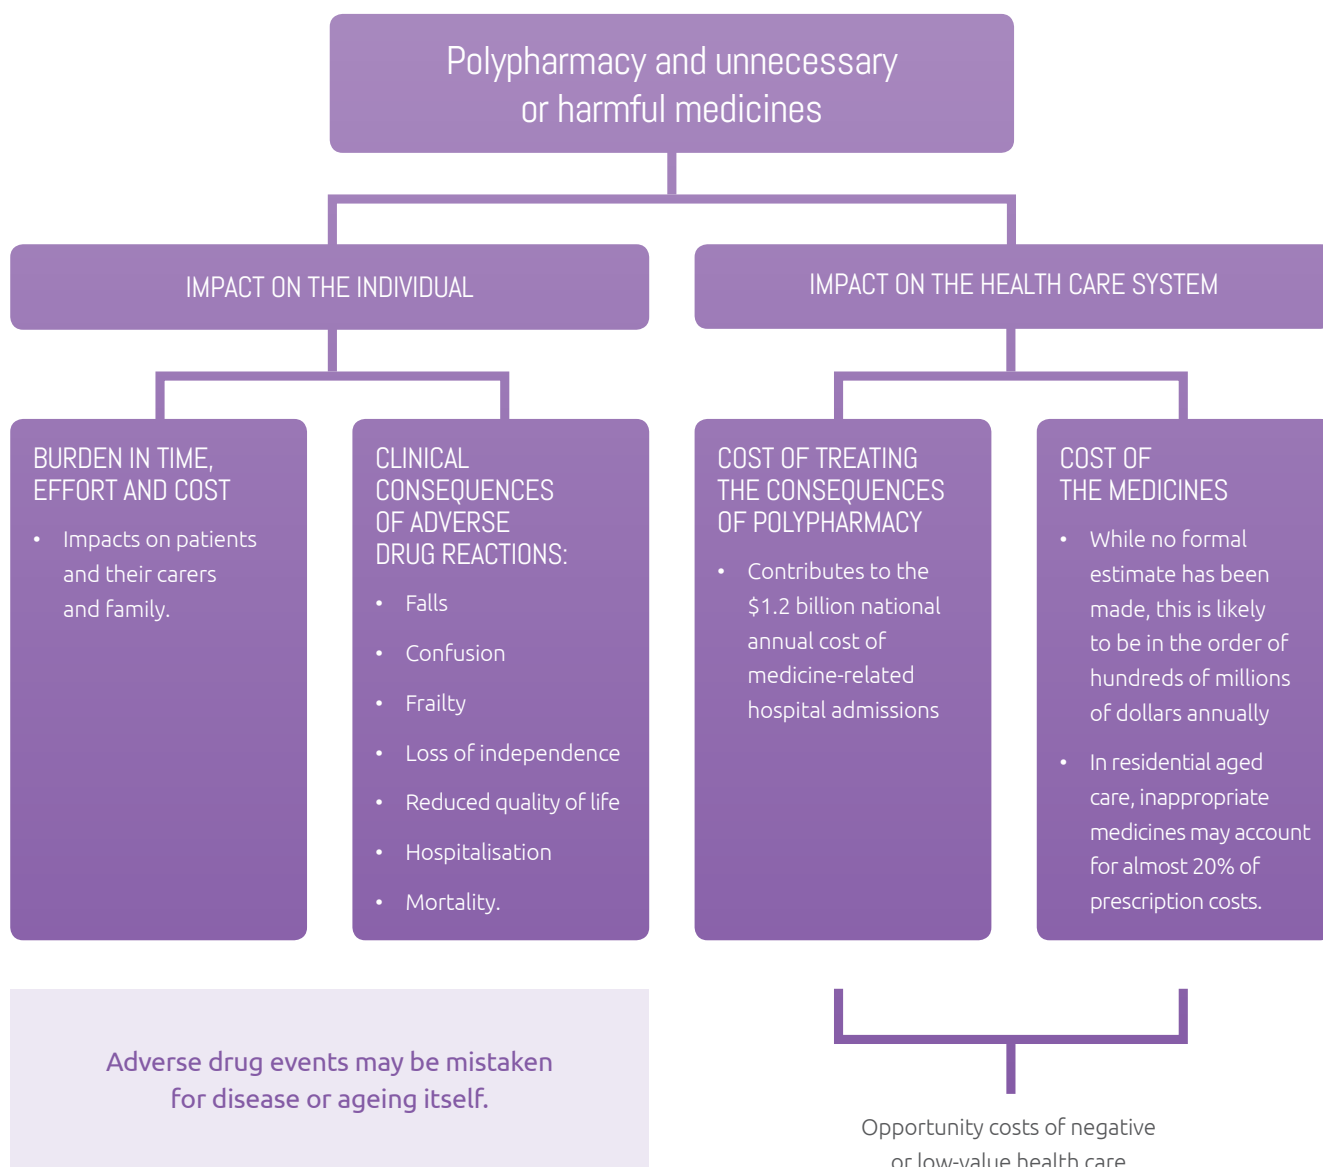 Polypharmacy and unnecessary
or harmful medicines
IMPACT ON THE INDIVIDUAL
IMPACT ON THE HEALTH CARE SYSTEM
BURDEN IN TIME,
EFFORT AND COST
• Impacts on patients
and their carers
and family.
CLINICAL
CONSEQUENCES
OF ADVERSE
DRUG REACTIONS:
• Falls
• Confusion
• Frailty
• Loss of independence
• Reduced quality of life
• Hospitalisation
• Mortality.
COST OF TREATING
THE CONSEQUENCES
OF POLYPHARMACY
• Contributes to the
$1.2 billion national
annual cost of
medicine-related
hospital admissions
COST OF
THE MEDICINES
• While no formal
estimate has been
made, this is likely
to be in the order of
hundreds of millions
of dollars annually
• In residential aged
care, inappropriate
medicines may account
for almost 20% of
prescription costs.
Adverse drug events may be mistaken
for disease or ageing itself.
Opportunity costs of negative
or low-value health care